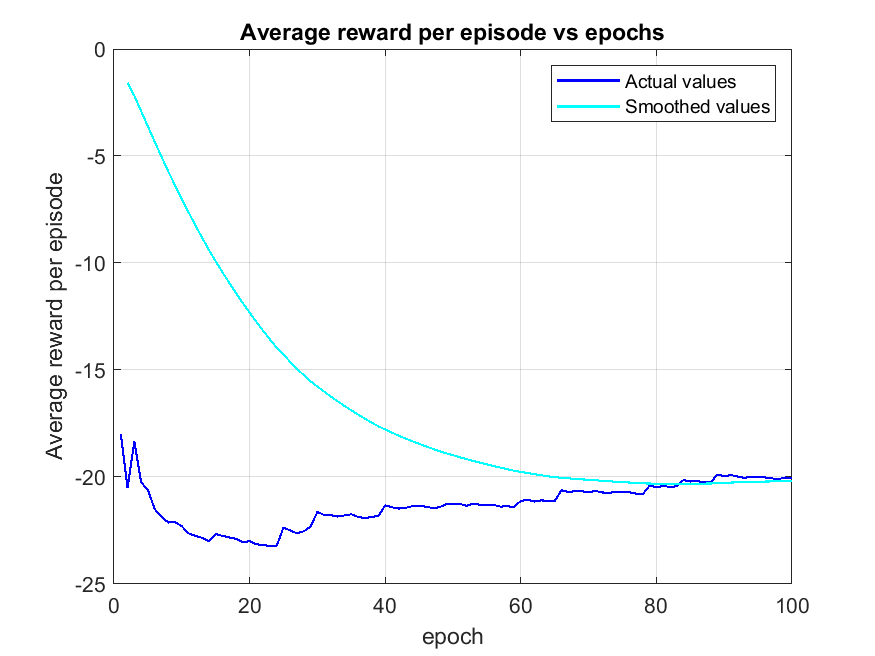 Average reward per episode vs epochs
Actual values
Smoothed values
Average reward per episode
0
-5
-10
-15
-20
-25
0 20 40 60 80 100
epoch